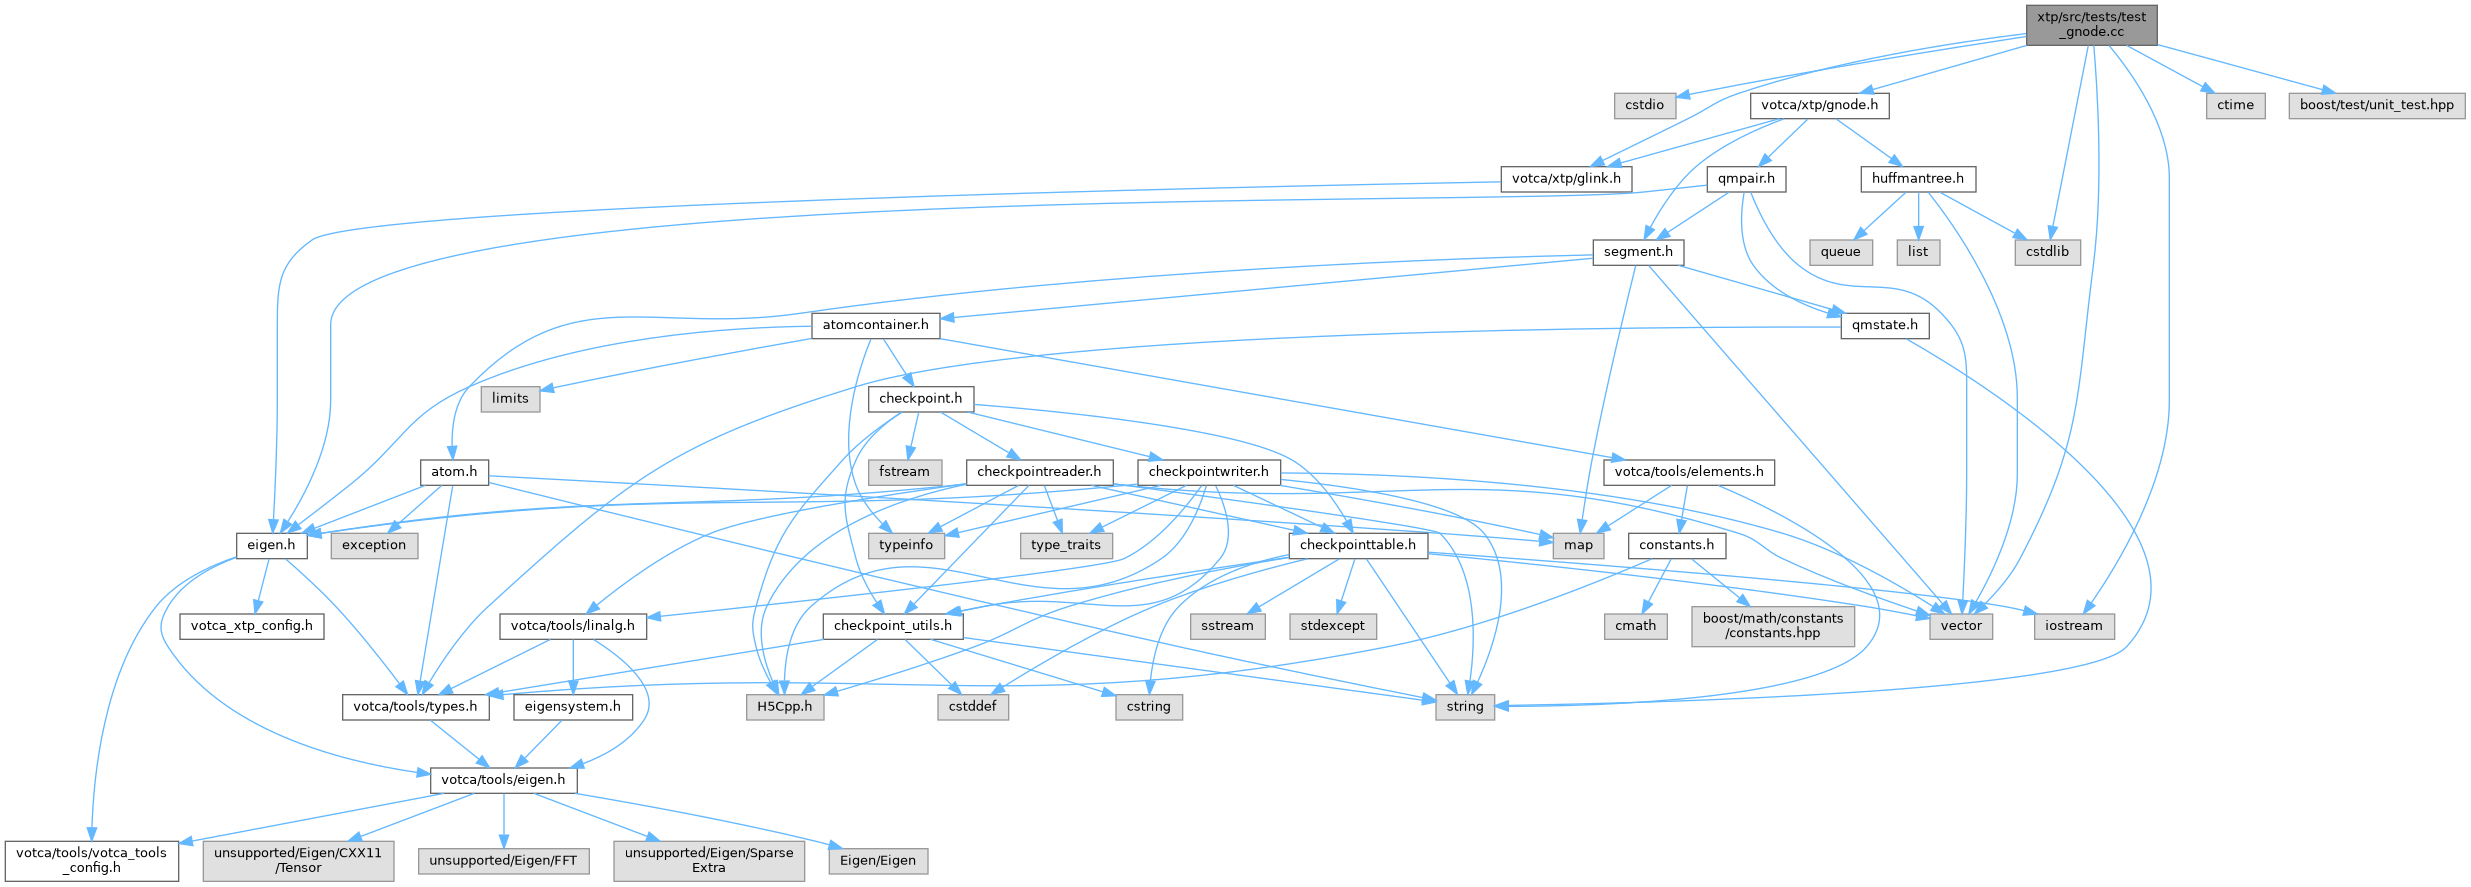 xtp/src/tests/test
_gnode.cc
cstdio
votca/xtp/gnode.h
ctime
boost/test/unit_test.hpp
votca/xtp/glink.h
qmpair.h
huffmantree.h
segment.h
queue
list
cstdlib
atomcontainer.h
qmstate.h
limits
checkpoint.h
atom.h
fstream
checkpointreader.h
checkpointwriter.h
votca/tools/elements.h
eigen.h
exception
typeinfo
type_traits
checkpointtable.h
map
constants.h
votca_xtp_config.h
votca/tools/linalg.h
checkpoint_utils.h
sstream
stdexcept
cmath
boost/math/constants
/constants.hpp
vector
iostream
votca/tools/types.h
eigensystem.h
H5Cpp.h
cstddef
cstring
string
votca/tools/eigen.h
votca/tools/votca_tools
_config.h
unsupported/Eigen/CXX11
/Tensor
unsupported/Eigen/FFT
unsupported/Eigen/Sparse
Extra
Eigen/Eigen